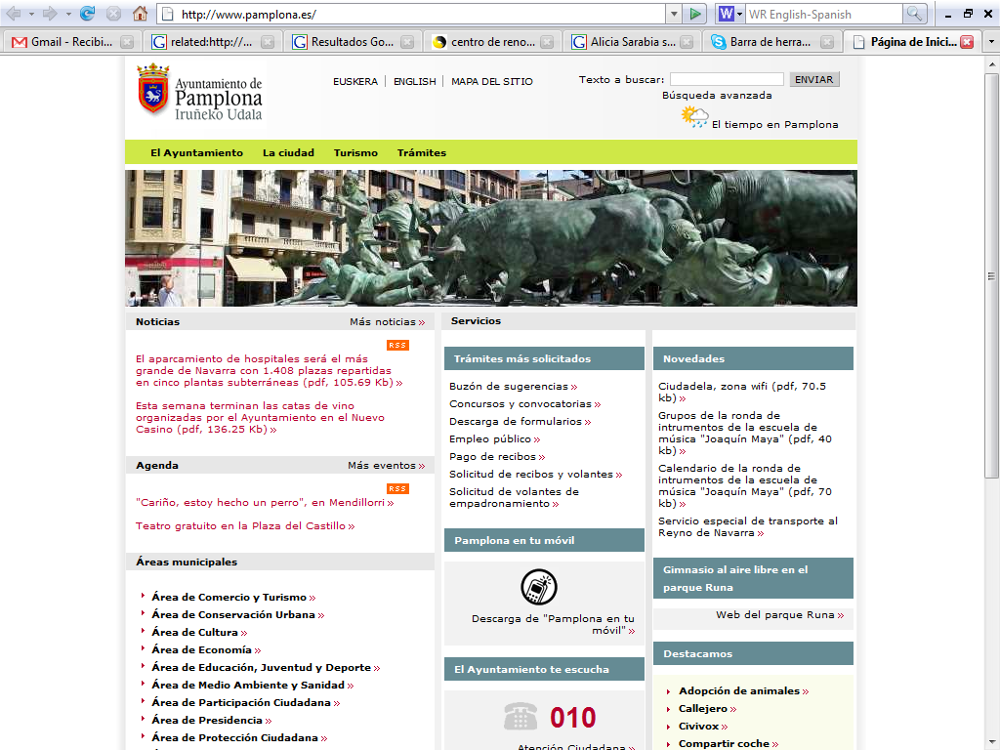 http://www.pamplona.es/
WR English-Spanish
Gmail - Recibi...
related:http://...
Resultados Go...
centro de reno...
Alicia Sarabia s...
Barra de herra...
Página de Inici...
Ayuntamiento de
Pamplona
Iruñeko Udala
EUSKERA
ENGLISH
MAPA DEL SITIO
Texto a buscar:
ENVIAR
Búsqueda avanzada
El tiempo en Pamplona
El Ayuntamiento
La ciudad
Turismo
Trámites
Noticias
Más noticias »
RSS
El aparcamiento de hospitales será el más
grande de Navarra con 1.408 plazas repartidas
en cinco plantas subterráneas (pdf, 105.69 Kb) »
Esta semana terminan las catas de vino
organizadas por el Ayuntamiento en el Nuevo
Casino (pdf, 136.25 Kb) »
Agenda
Más eventos »
RSS
"Cariño, estoy hecho un perro", en Mendillorri »
Teatro gratuito en la Plaza del Castillo »
Áreas municipales
Área de Comercio y Turismo »
Área de Conservación Urbana »
Área de Cultura »
Área de Economía »
Área de Educación, Juventud y Deporte »
Área de Medio Ambiente y Sanidad »
Área de Participación Ciudadana »
Área de Presidencia »
Área de Protección Ciudadana »
Servicios
Trámites más solicitados
Buzón de sugerencias »
Concursos y convocatorias »
Descarga de formularios »
Empleo público »
Pago de recibos »
Solicitud de recibos y volantes »
Solicitud de volantes de
empadronamiento »
Pamplona en tu móvil
Descarga de "Pamplona en tu
móvil" »
El Ayuntamiento te escucha
010
Atención Ciudadana »
Novedades
Ciudadela, zona wifi (pdf, 70.5
kb) »
Grupos de la ronda de
intrumentos de la escuela de
música "Joaquín Maya" (pdf, 40
kb) »
Calendario de la ronda de
intrumentos de la escuela de
música "Joaquín Maya" (pdf, 70
kb) »
Servicio especial de transporte al
Reyno de Navarra »
Gimnasio al aire libre en el
parque Runa
Web del parque Runa »
Destacamos
Adopción de animales »
Callejero »
Civivox »
Compartir coche »